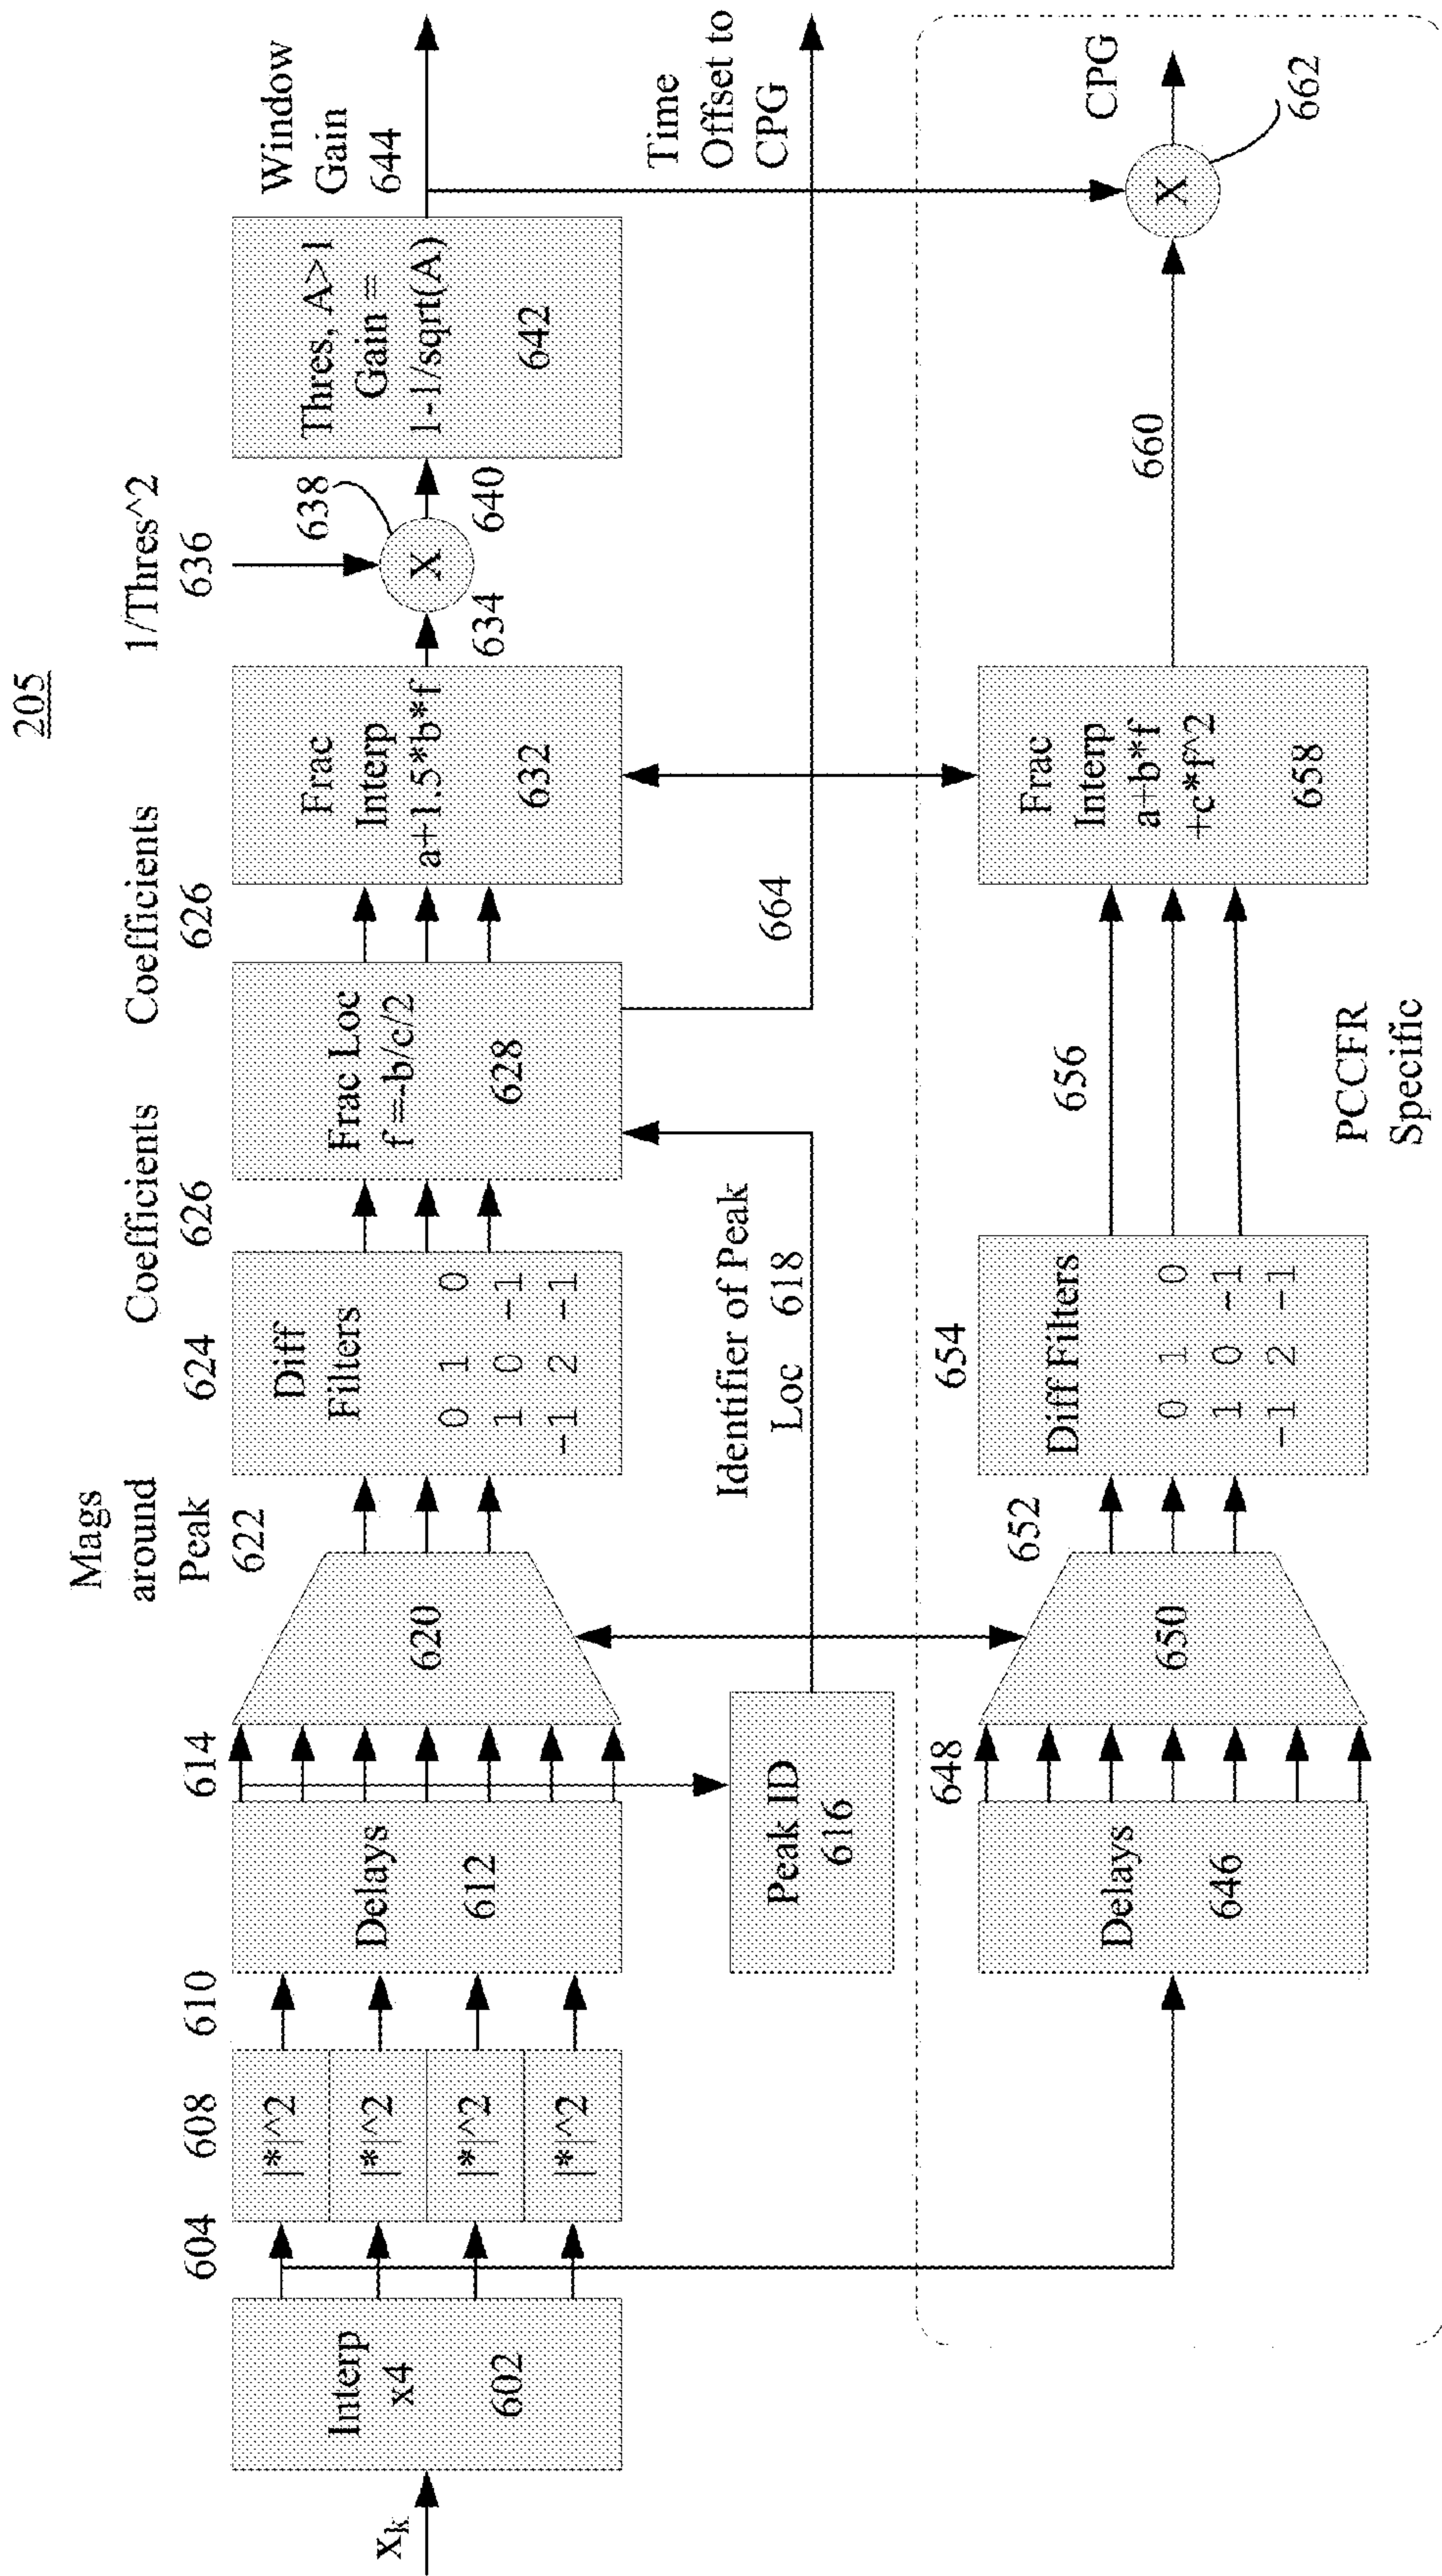 205
x_k
Interp
x4
602
604
608
|*|^2
|*|^2
|*|^2
|*|^2
610
Delays
612
614
Peak ID
616
620
Mags
around
Peak
622
624
Diff
Filters
0 1 0
1 0 -1
-1 2 -1
Identifier of Peak
Loc 618
Coefficients
626
Frac Loc
f=-b/c/2
628
Coefficients
626
664
Frac
Interp
a+1.5*b*f
632
634
1/Thres^2
636
638
640
Thres, A>1
Gain =
1-1/sqrt(A)
642
Window
Gain
644
Time
Offset to
CPG
Delays
646
648
650
652
654
Diff Filters
0 1 0
1 0 -1
-1 2 -1
656
Frac
Interp
a+b*f
+c*f^2
658
660
X
X
662
CPG
PCCFR
Specific